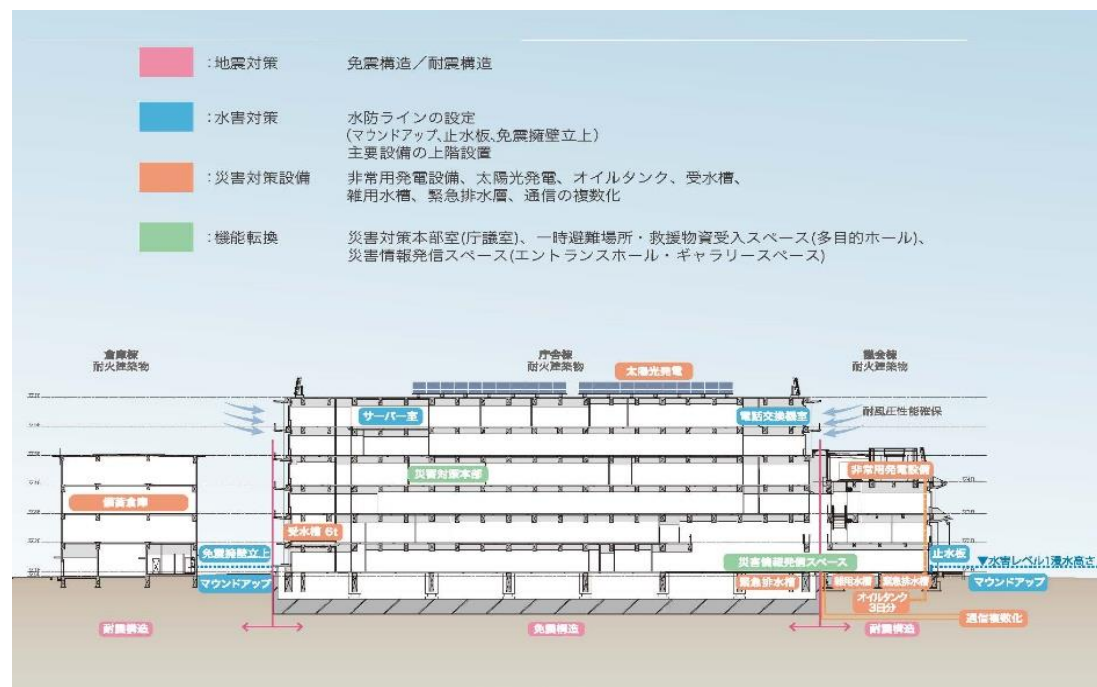 :地震対策 免震構造／耐震構造
:水害対策 水防ラインの設定
(マウンドアップ、止水板、免震擁壁立上)
主要設備の上階設置
:災害対策設備 非常用発電設備、太陽光発電、オイルタンク、受水槽、
雑用水槽、緊急排水層、通信の複数化
:機能転換 災害対策本部室(庁議室)、一時避難場所・救援物資受入スペース(多目的ホール)、
災害情報発信スペース(エントランスホール・ギャラリースペース)
倉庫棟
耐火建築物
庁舎棟
耐火建築物
議会棟
耐火建築物
太陽光発電
サーバー室
電話交換機室
耐風圧性能確保
災害対策本部
非常用発電設備
備蓄倉庫
受水槽 6t
免震擁壁立上
災害情報発信スペース
止水板
▼水害レベル1浸水高さ
マウンドアップ
緊急排水槽
雑用水槽
緊急排水槽
マウンドアップ
オイルタンク
3日分
通信複数化
耐震構造
免震構造
耐震構造